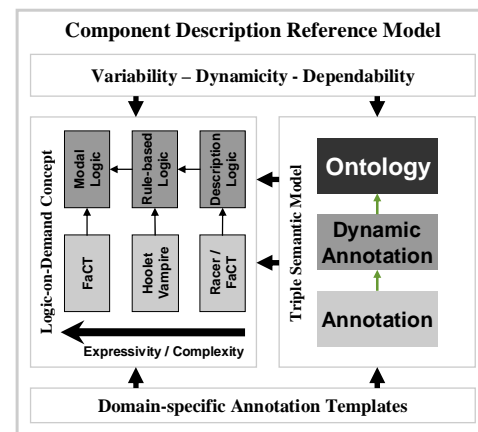 Component Description Reference Model
Variability – Dynamicity - Dependability
Logic-on-Demand Concept
Modal
Logic
Rule-based
Logic
Description
Logic
FaCT
Hoolet
Vampire
Racer /
FaCT
Expressivity / Complexity
Triple Semantic Model
Ontology
Dynamic
Annotation
Annotation
Domain-specific Annotation Templates